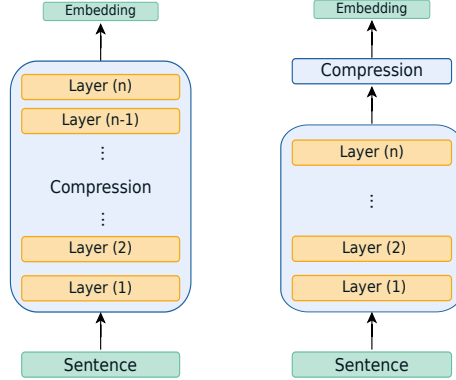 Embedding
Layer (n)
Layer (n-1)
⋮
Compression
⋮
Layer (2)
Layer (1)
Sentence
Embedding
Compression
Layer (n)
⋮
Layer (2)
Layer (1)
Sentence